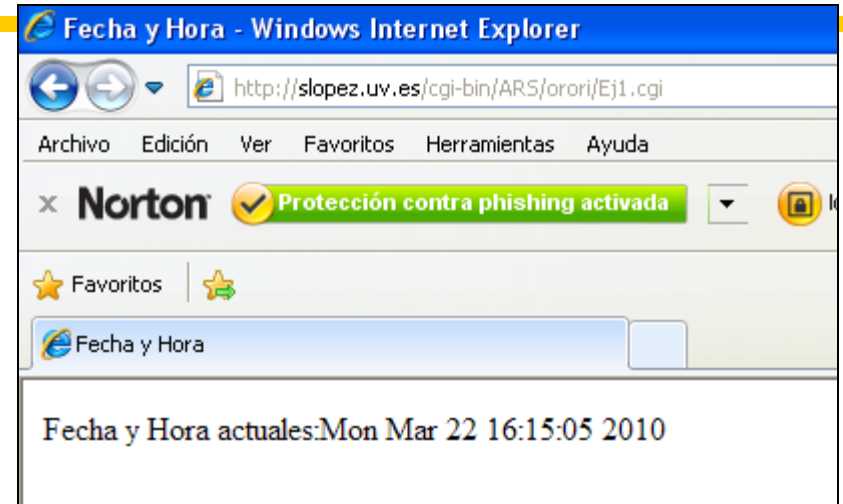 Fecha y Hora - Windows Internet Explorer
http://slopez.uv.es/cgi-bin/ARS/orori/Ej1.cgi
Archivo Edición Ver Favoritos Herramientas Ayuda
x Norton Protección contra phishing activada
Favoritos
Fecha y Hora
Fecha y Hora actuales:Mon Mar 22 16:15:05 2010